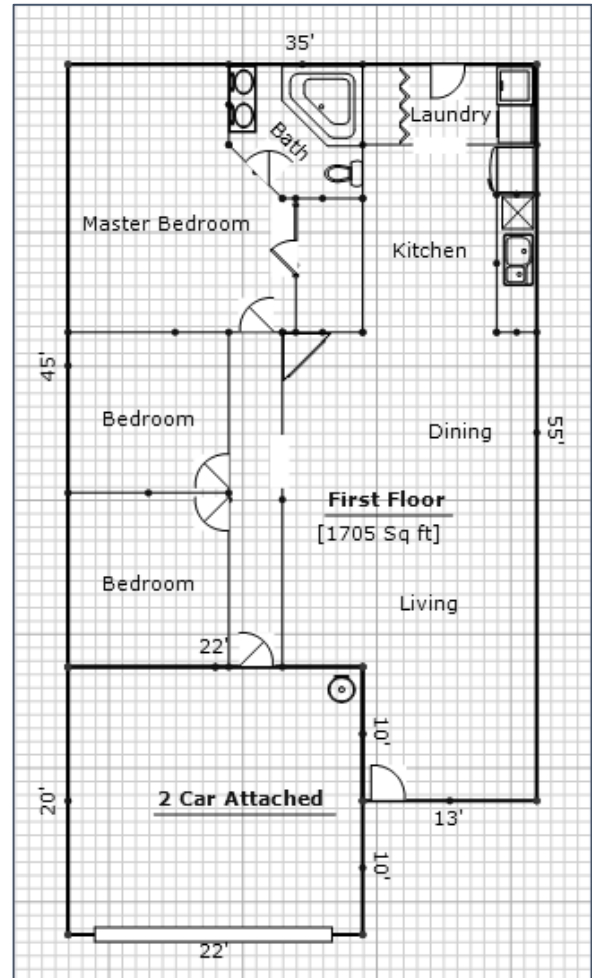 35'
Laundry
Bath
Master Bedroom
Kitchen
45'
Bedroom
Dining
55'
First Floor
[1705 Sq ft]
Bedroom
Living
22'
10'
20'
2 Car Attached
13'
10'
22'